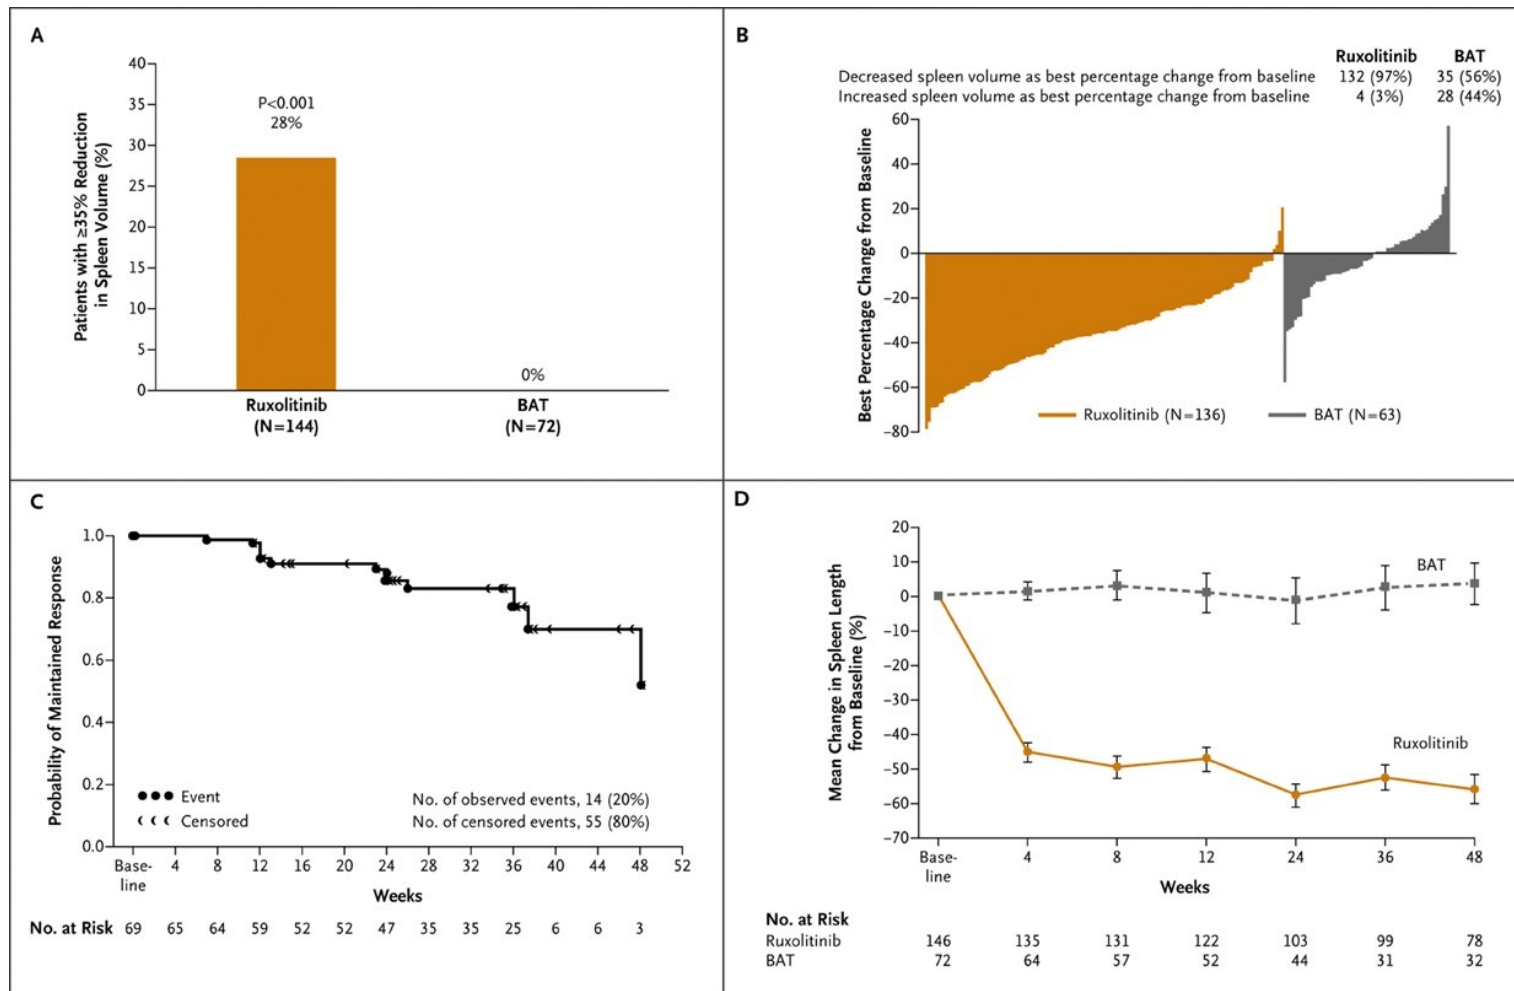 A
Patients with ≥35% Reduction
in Spleen Volume (%)
40
35
30
25
20
15
10
5
0
P<0.001
28%
0%
Ruxolitinib
(N=144)
BAT
(N=72)
B
Ruxolitinib BAT
Decreased spleen volume as best percentage change from baseline 132 (97%) 35 (56%)
Increased spleen volume as best percentage change from baseline 4 (3%) 28 (44%)
Best Percentage Change from Baseline
60
40
20
0
−20
−40
−60
−80
Ruxolitinib (N=136) BAT (N=63)
C
Probability of Maintained Response
1.0
0.8
0.6
0.4
0.2
0.0
Event
Censored
No. of observed events, 14 (20%)
No. of censored events, 55 (80%)
Base- 4 8 12 16 20 24 28 32 36 40 44 48 52
line
Weeks
No. at Risk 69 65 64 59 52 52 47 35 35 25 6 6 3
D
Mean Change in Spleen Length
from Baseline (%)
20
10
0
−10
−20
−30
−40
−50
−60
−70
BAT
Ruxolitinib
Base- 4 8 12 24 36 48
line
Weeks
No. at Risk
Ruxolitinib 146 135 131 122 103 99 78
BAT 72 64 57 52 44 31 32